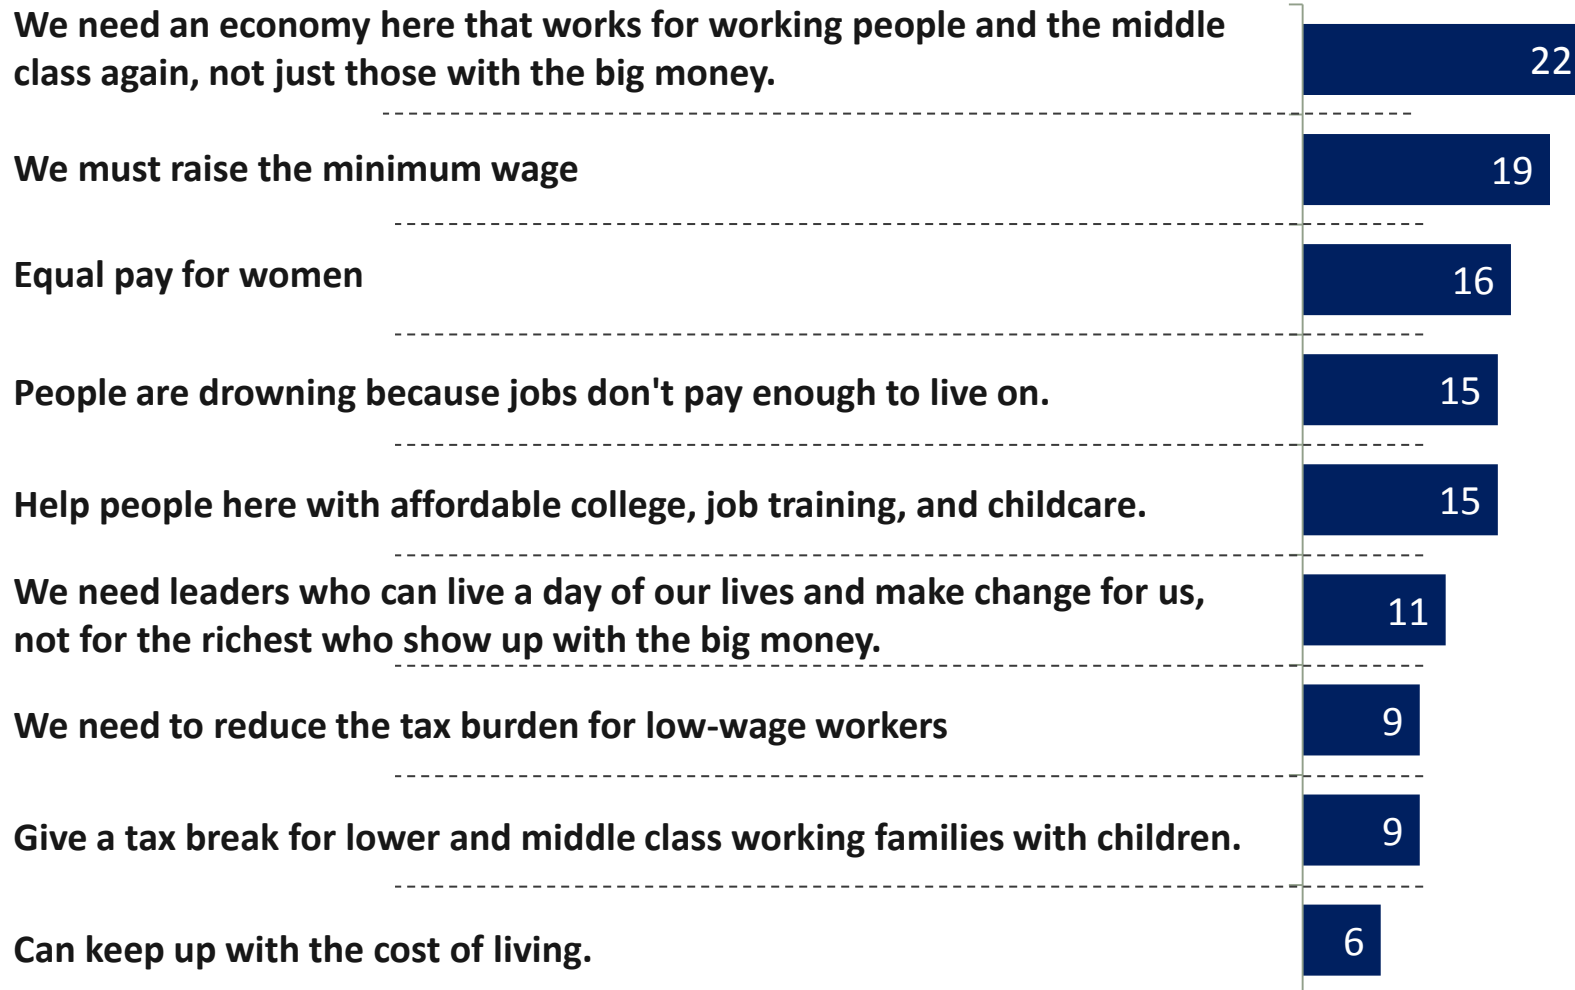 We need an economy here that works for working people and the middle
class again, not just those with the big money.
22
We must raise the minimum wage
19
Equal pay for women
16
People are drowning because jobs don't pay enough to live on.
15
Help people here with affordable college, job training, and childcare.
15
We need leaders who can live a day of our lives and make change for us,
not for the richest who show up with the big money.
11
We need to reduce the tax burden for low-wage workers
9
Give a tax break for lower and middle class working families with children.
9
Can keep up with the cost of living.
6